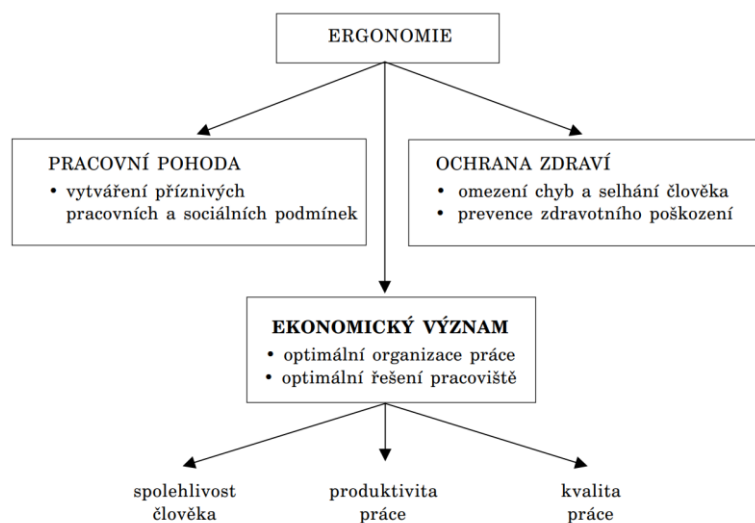 ERGONOMIE
PRACOVNÍ POHODA
• vytváření příznivých
pracovních a sociálních podmínek
OCHRANA ZDRAVÍ
• omezení chyb a selhání člověka
• prevence zdravotního poškození
EKONOMICKÝ VÝZNAM
• optimální organizace práce
• optimální řešení pracoviště
spolehlivost
člověka
produktivita
práce
kvalita
práce